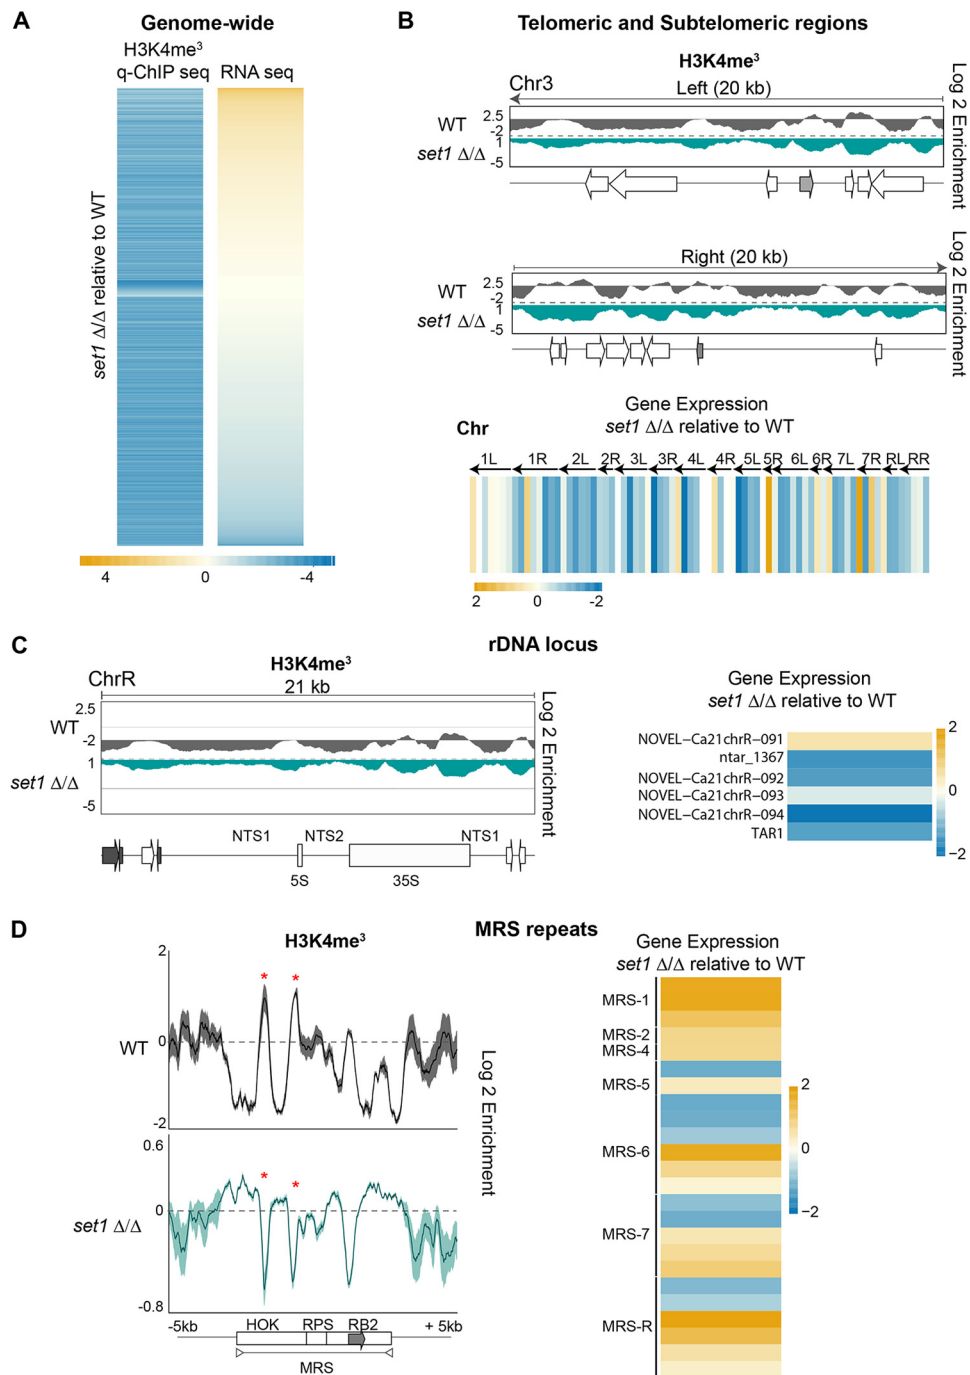 A
Genome-wide
H3K4me3
q-ChIP seq
RNA seq
set1 Δ/Δ relative to WT
4
0
-4
B
Telomeric and Subtelomeric regions
H3K4me3
Chr3
Left (20 kb)
WT
2.5
-2
set1 Δ/Δ
1
-5
Log 2 Enrichment
Right (20 kb)
WT
2.5
-2
set1 Δ/Δ
1
-5
Log 2 Enrichment
Gene Expression
set1 Δ/Δ relative to WT
Chr
1L 1R 2L 2R 3L 3R 4L 4R 5L 5R 6L 6R 7L 7R RL RR
2
0
-2
C
rDNA locus
H3K4me3
ChrR
21 kb
2.5
WT
-2
1
set1 Δ/Δ
-5
Log 2 Enrichment
NTS1
NTS2
NTS1
5S
35S
Gene Expression
set1 Δ/Δ relative to WT
NOVEL−Ca21chrR-091
ntar_1367
NOVEL−Ca21chrR-092
NOVEL−Ca21chrR-093
NOVEL−Ca21chrR-094
TAR1
2
0
−2
D
MRS repeats
H3K4me3
2
* *
WT
0
-2
0.6
* *
set1 Δ/Δ
0
-0.8
Log 2 Enrichment
-5kb
HOK
RPS
RB2
+ 5kb
MRS
Gene Expression
set1 Δ/Δ relative to WT
MRS-1
MRS-2
MRS-4
MRS-5
MRS-6
MRS-7
MRS-R
2
0
−2